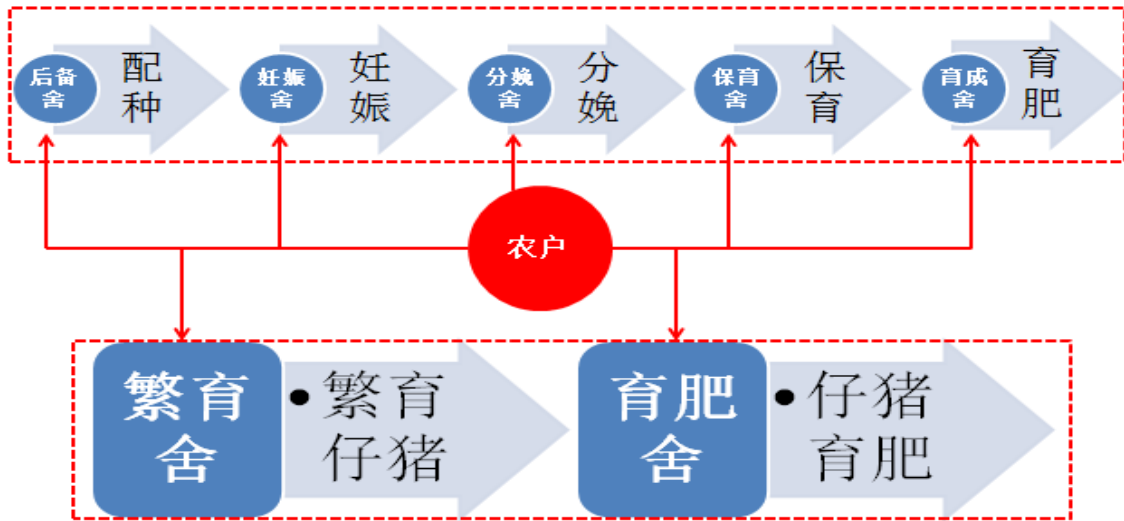 后备
舍
配
种
妊娠
舍
妊
娠
分娩
舍
分
娩
保育
舍
保
育
育成
舍
育
肥
农户
繁育
舍
•繁育
仔猪
育肥
舍
•仔猪
育肥